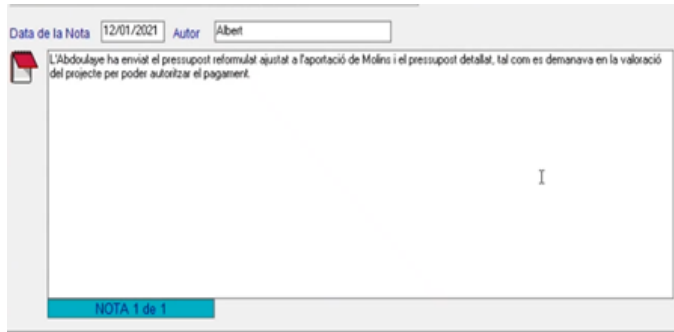 Data de la Nota 12/01/2021 Autor Albert
L'Abdoulaye ha enviat el pressupost reformulat ajustat a l'aportació de Molins i el pressupost detallat, tal com es demanava en la valoració
del projecte per poder autoritzar el pagament.
NOTA 1 de 1